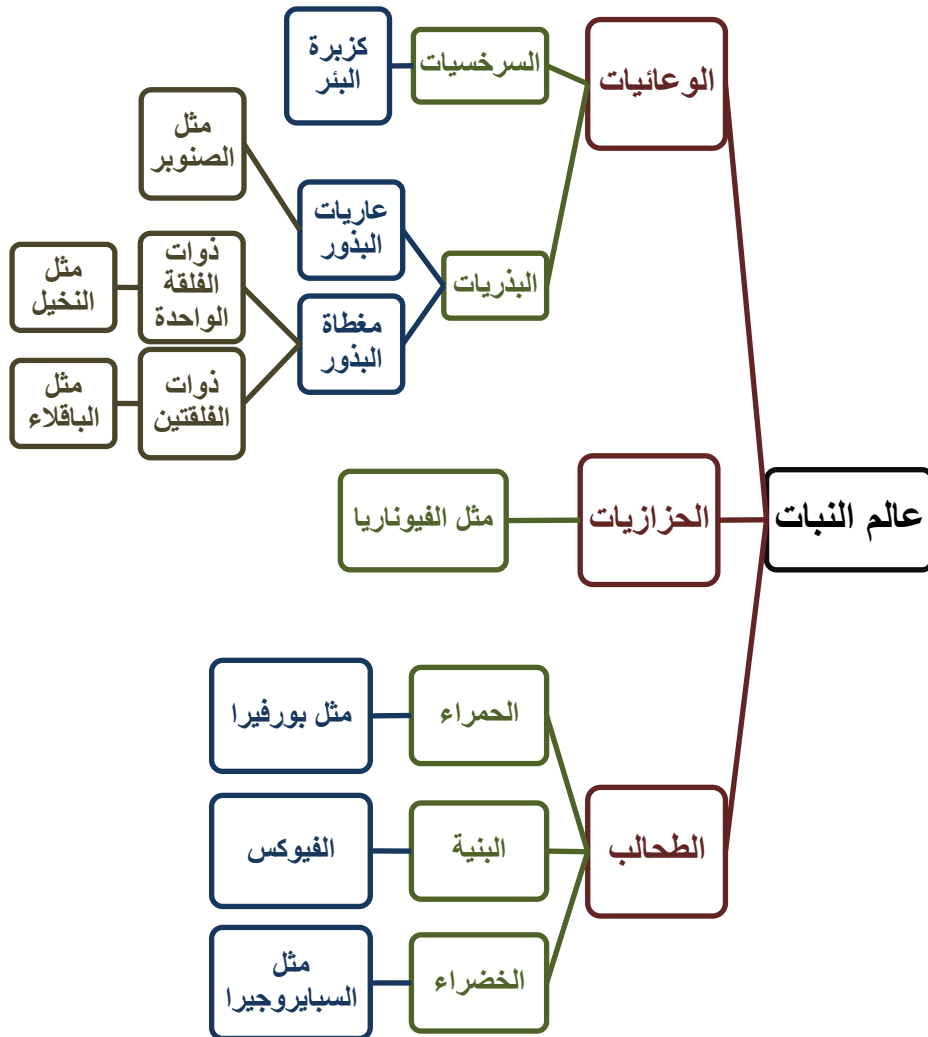 عالم النبات
الوعائيات
السرخسيات
كزبرة
البئر
البذريات
عاريات
البذور
مثل
الصنوبر
مغطاة
البذور
ذوات
الفلقة
الواحدة
مثل
النخيل
ذوات
الفلقتين
مثل
الباقلاء
الحزازيات
مثل الفيوناريا
الطحالب
الحمراء
مثل بورفيرا
البنية
الفيوكس
الخضراء
مثل
السبايروجيرا